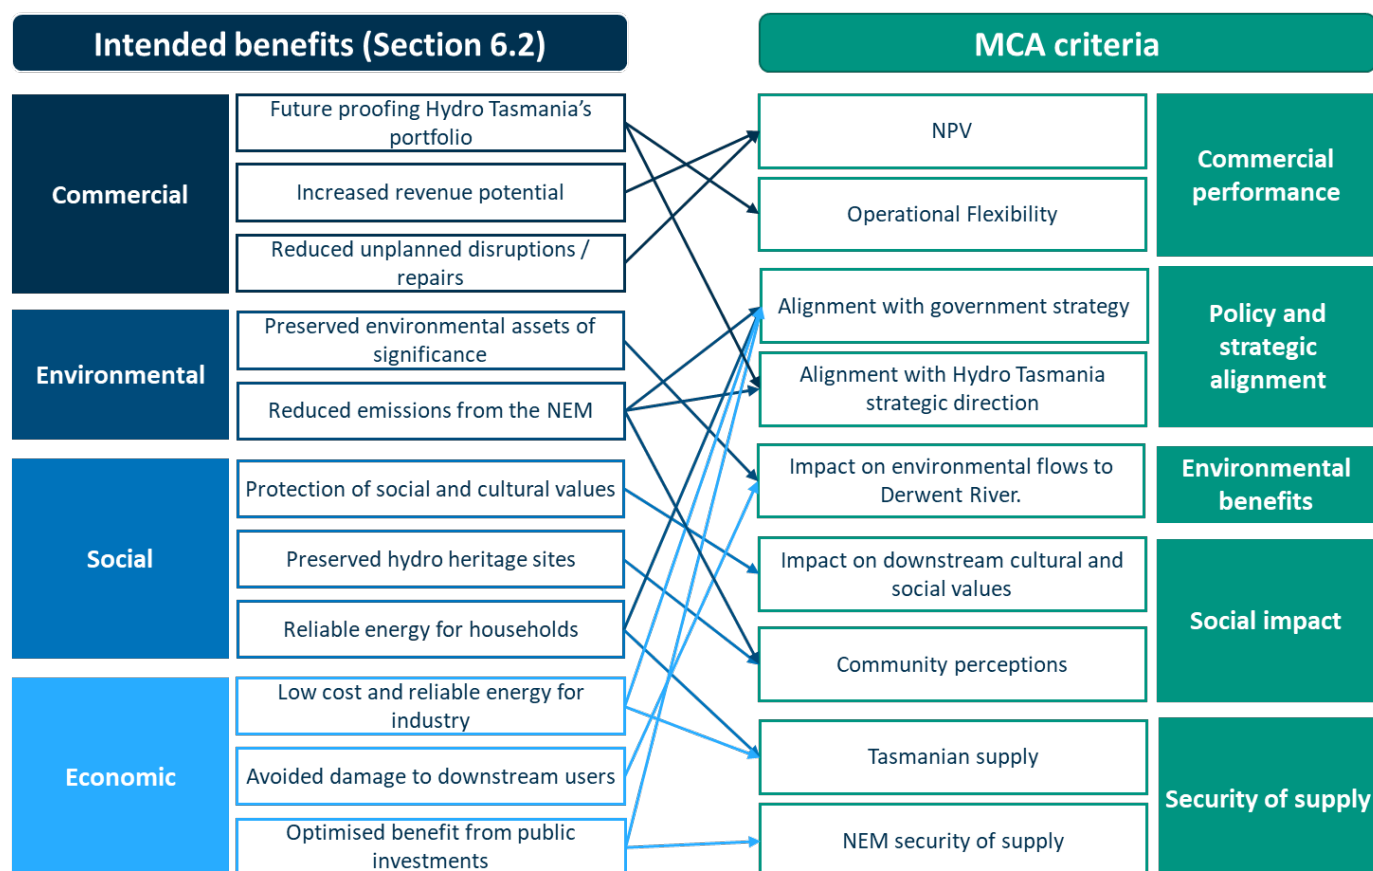 Intended benefits (Section 6.2)
MCA criteria
Commercial
Future proofing Hydro Tasmania's
portfolio
Increased revenue potential
Reduced unplanned disruptions /
repairs
Environmental
Preserved environmental assets of
significance
Reduced emissions from the NEM
Social
Protection of social and cultural values
Preserved hydro heritage sites
Reliable energy for households
Economic
Low cost and reliable energy for
industry
Avoided damage to downstream users
Optimised benefit from public
investments
NPV
Operational Flexibility
Commercial
performance
Alignment with government strategy
Alignment with Hydro Tasmania
strategic direction
Policy and
strategic
alignment
Impact on environmental flows to
Derwent River.
Environmental
benefits
Impact on downstream cultural and
social values
Community perceptions
Social impact
Tasmanian supply
NEM security of supply
Security of supply